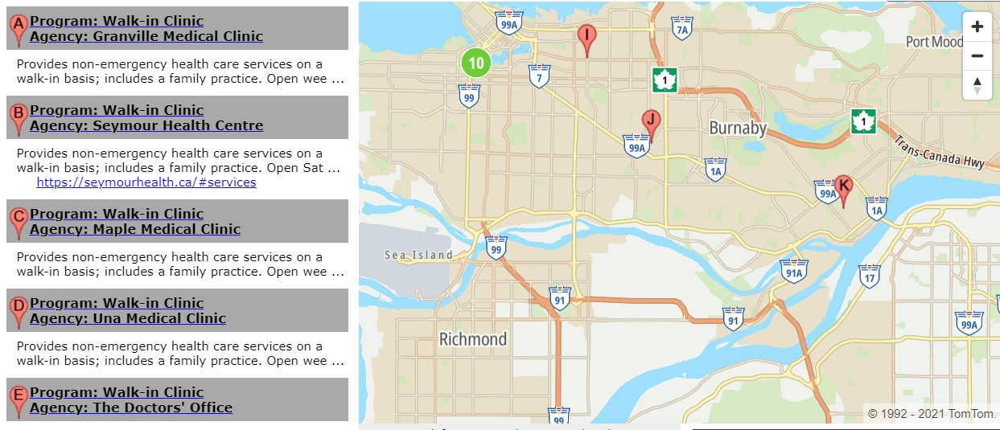 A
Program: Walk-in Clinic
Agency: Granville Medical Clinic
Provides non-emergency health care services on a
walk-in basis; includes a family practice. Open wee ...
B
Program: Walk-in Clinic
Agency: Seymour Health Centre
Provides non-emergency health care services on a
walk-in basis; includes a family practice. Open Sat ...
https://seymourhealth.ca/#services
C
Program: Walk-in Clinic
Agency: Maple Medical Clinic
Provides non-emergency health care services on a
walk-in basis; includes a family practice. Open wee ...
D
Program: Walk-in Clinic
Agency: Una Medical Clinic
Provides non-emergency health care services on a
walk-in basis; includes a family practice. Open wee ...
E
Program: Walk-in Clinic
Agency: The Doctors' Office
99A
I
7A
Port Mood
10
7
1
99
J
Burnaby
1
99A
Trans-Canada Hwy
1A
K
99A
1A
Sea Island
99
91A
17
91
91
99A
Richmond
99
© 1992 - 2021 TomTom.